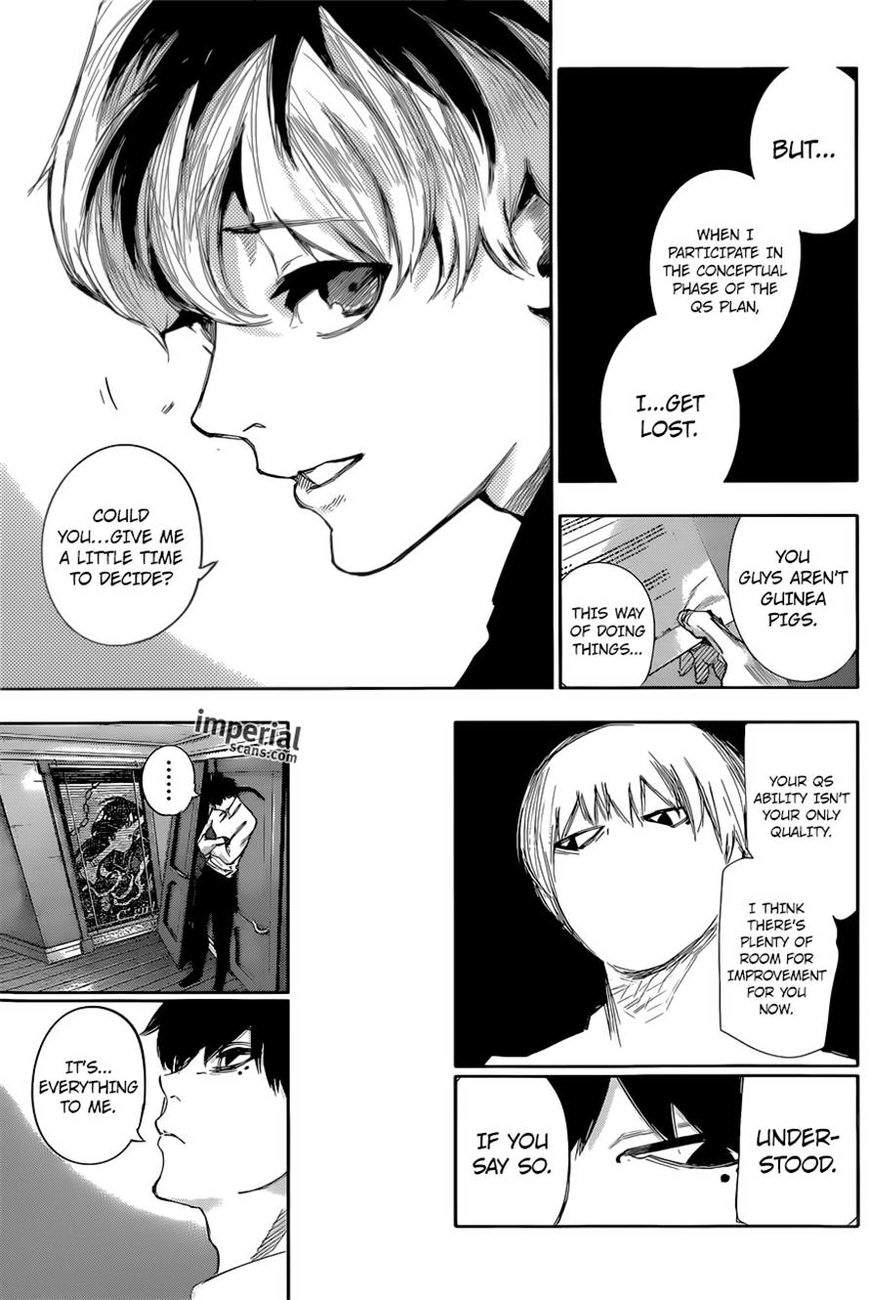 BUT...
WHEN I
PARTICIPATE IN
THE CONCEPTUAL
PHASE OF THE
QS PLAN,
I...GET
LOST.
COULD
YOU...GIVE ME
A LITTLE TIME
TO DECIDE?
YOU
GUYS AREN'T
GUINEA
PIGS.
THIS WAY
OF DOING
THINGS...
YOUR QS
ABILITY ISN'T
YOUR ONLY
QUALITY.
I THINK
THERE'S
PLENTY OF
ROOM FOR
IMPROVEMENT
FOR YOU
NOW.
UNDER-
STOOD.
IF YOU
SAY SO.
imperial
scans.com
......
IT'S...
EVERYTHING
TO ME.